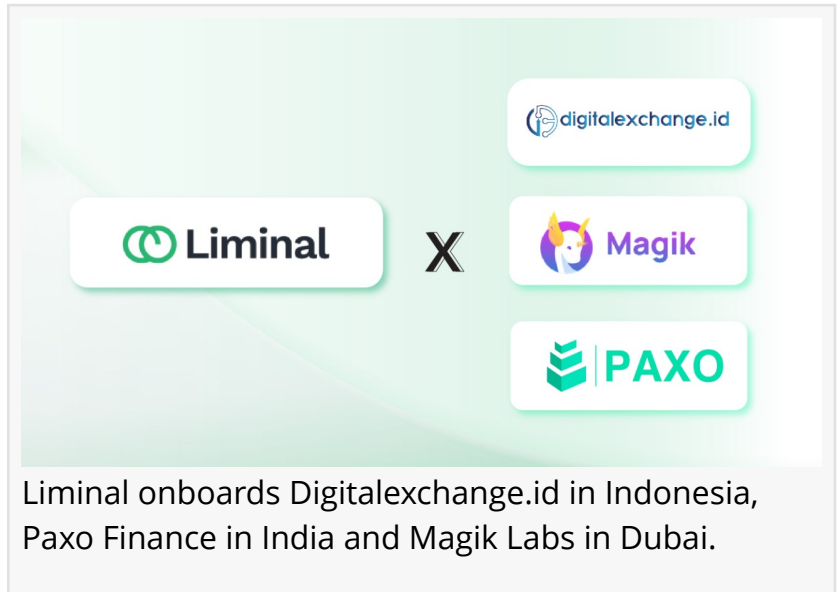 digitalexchange.id
Liminal
X
Magik
PAXO
Liminal onboards Digitalexchange.id in Indonesia,
Paxo Finance in India and Magik Labs in Dubai.